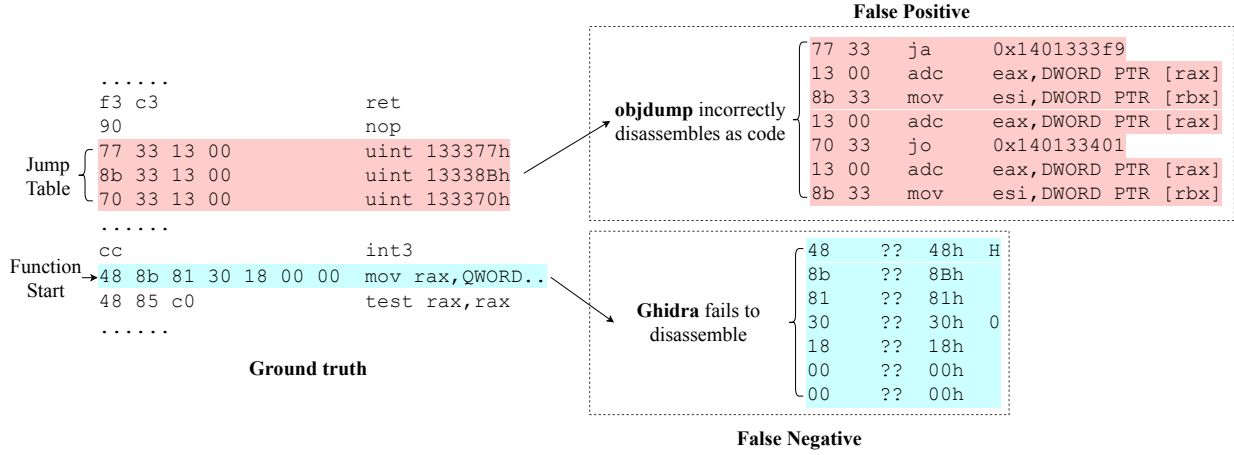 False Positive
......
f3 c3 ret
90 nop
Jump Table
77 33 13 00 uint 133377h
8b 33 13 00 uint 13338Bh
70 33 13 00 uint 133370h
......
cc int3
Function Start
48 8b 81 30 18 00 00 mov rax,QWORD..
48 85 c0 test rax,rax
......
Ground truth
objdump incorrectly
disassembles as code
77 33 ja 0x1401333f9
13 00 adc eax,DWORD PTR [rax]
8b 33 mov esi,DWORD PTR [rbx]
13 00 adc eax,DWORD PTR [rax]
70 33 jo 0x140133401
13 00 adc eax,DWORD PTR [rax]
8b 33 mov esi,DWORD PTR [rbx]
Ghidra fails to
disassemble
48 ?? 48h H
8b ?? 8Bh
81 ?? 81h
30 ?? 30h 0
18 ?? 18h
00 ?? 00h
00 ?? 00h
False Negative